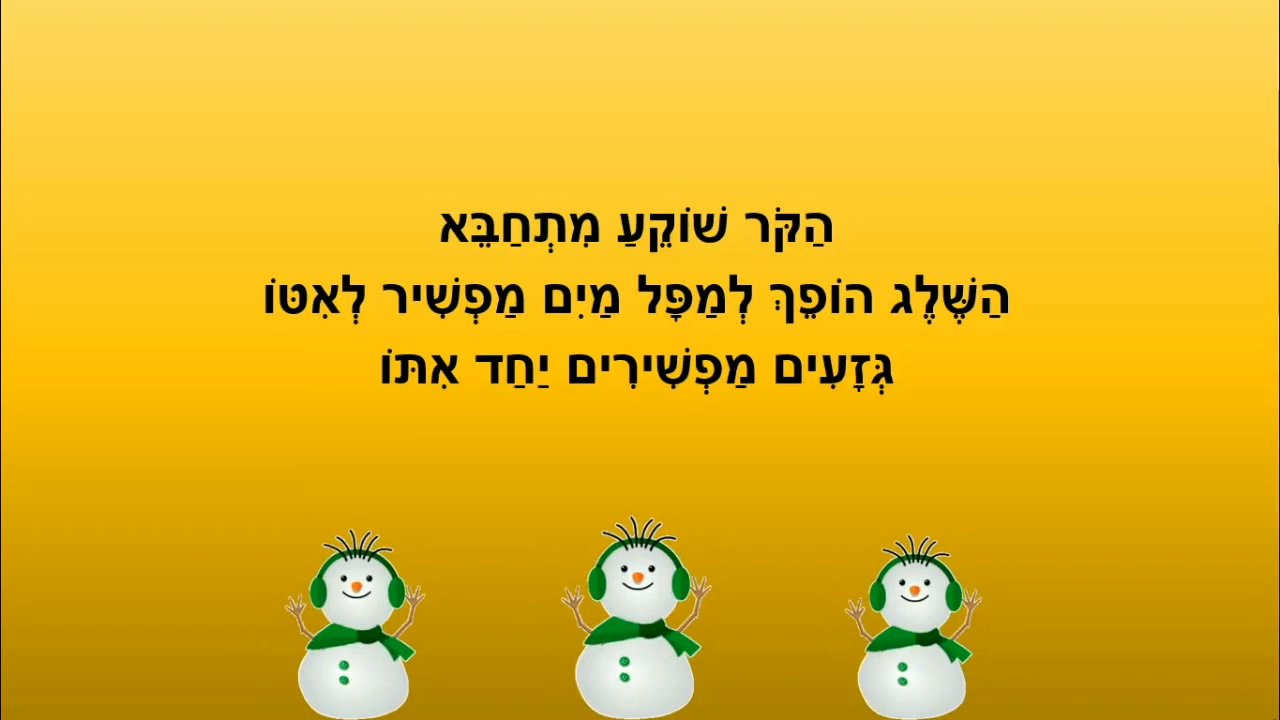 הַקֹּר שׁוֹקֵעַ מִתְחַבֵּא
הַשֶּׁלֶג הוֹפֵךְ לְמַפָּל מַיִם מַפְשִׁיר לְאִטּוֹ
גְּזָעִים מַפְשִׁירִים יַחַד אִתּוֹ